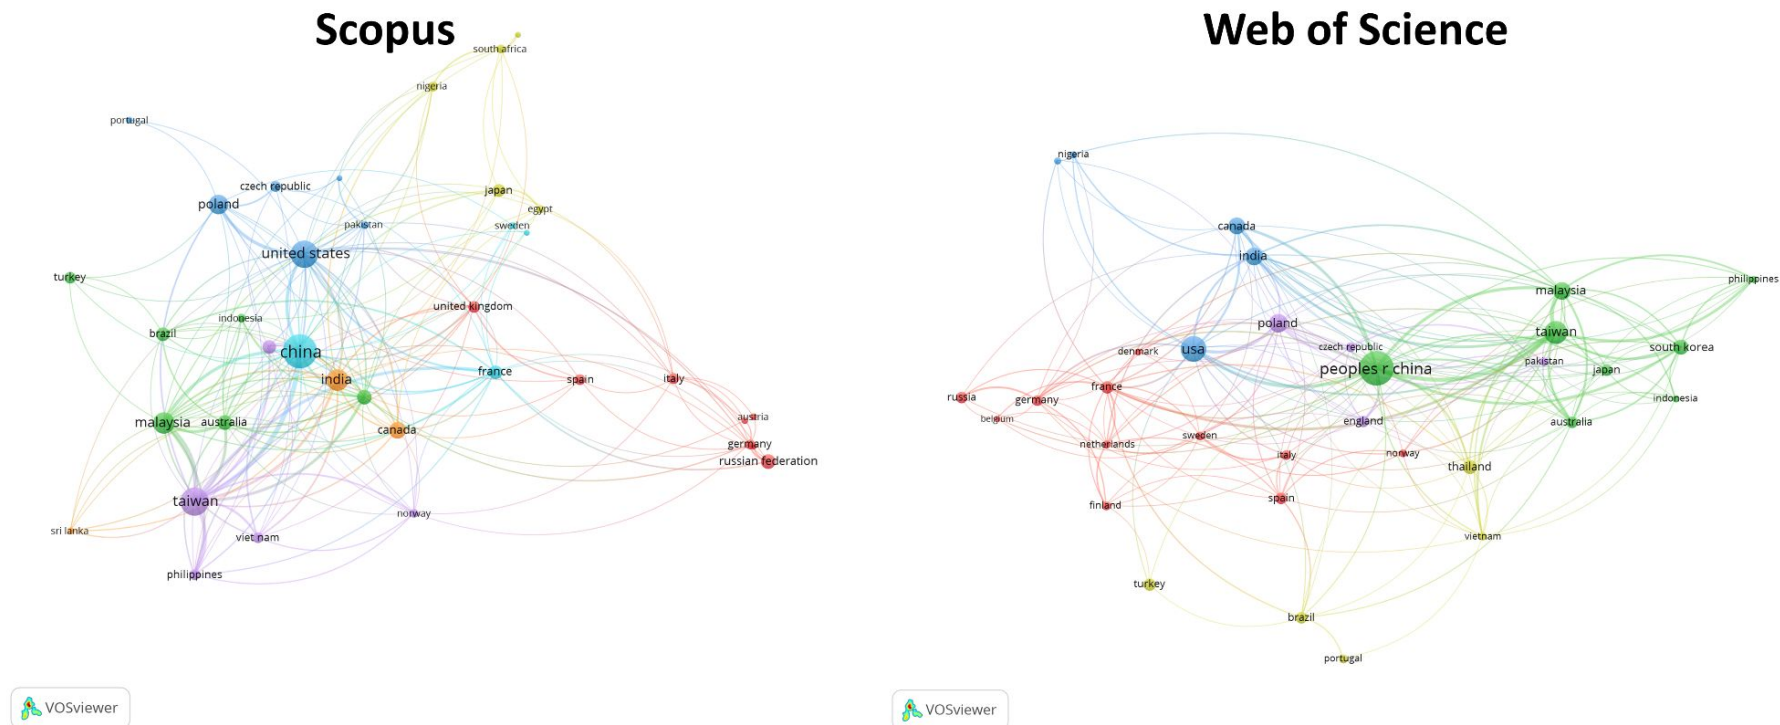 Scopus
south africa
nigeria
portugal
czech republic
poland
japan
egypt
pakistan
sweden
united states
turkey
united kingdom
indonesia
brazil
china
france
india
spain
italy
malaysia
australia
canada
austria
germany
russian federation
taiwan
norway
sri lanka
viet nam
philippines
VOSviewer
Web of Science
nigeria
canada
india
philippines
malaysia
poland
taiwan
usa
denmark
czech republic
south korea
pakistan
peoples r china
japan
france
russia
germany
indonesia
belgium
england
australia
sweden
netherlands
italy
norway
thailand
spain
finland
vietnam
turkey
brazil
portugal
VOSviewer